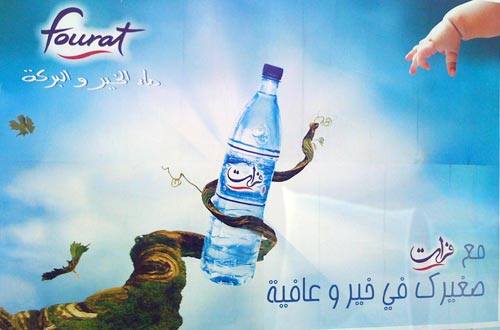 fourat
ماء الخير و البركة
فرات
مع فرات
صغيرك في خير و عافية